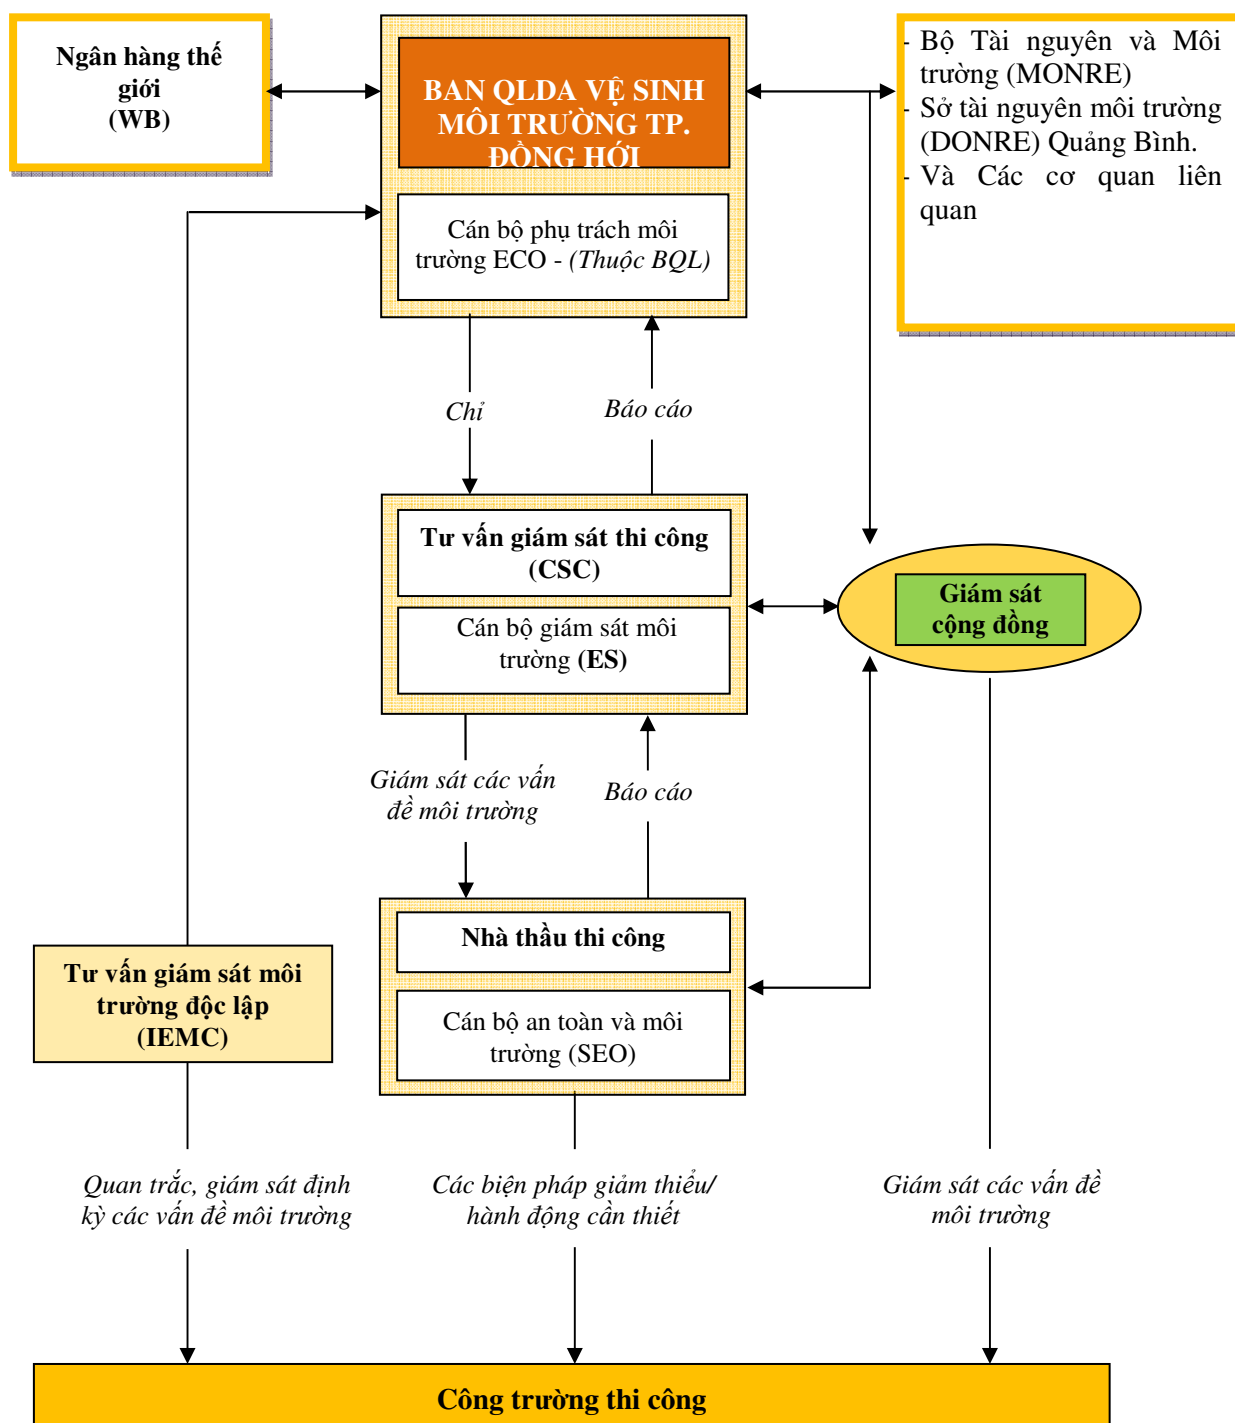 Ngân hàng thế
giới
(WB)
BAN QLDA VỆ SINH
MÔI TRƯỜNG TP.
ĐỒNG HỚI
Cán bộ phụ trách môi
trường ECO - (Thuộc BQL)
- Bộ Tài nguyên và Môi
trường (MONRE)
- Sở tài nguyên môi trường
(DONRE) Quảng Bình.
- Và Các cơ quan liên
quan
Chỉ
Báo cáo
Tư vấn giám sát thi công
(CSC)
Cán bộ giám sát môi
trường (ES)
Giám sát
cộng đồng
Giám sát các vấn
đề môi trường
Báo cáo
Nhà thầu thi công
Cán bộ an toàn và môi
trường (SEO)
Tư vấn giám sát môi
trường độc lập
(IEMC)
Quan trắc, giám sát định
kỳ các vấn đề môi trường
Các biện pháp giảm thiểu/
hành động cần thiết
Giám sát các vấn đề
môi trường
Công trường thi công